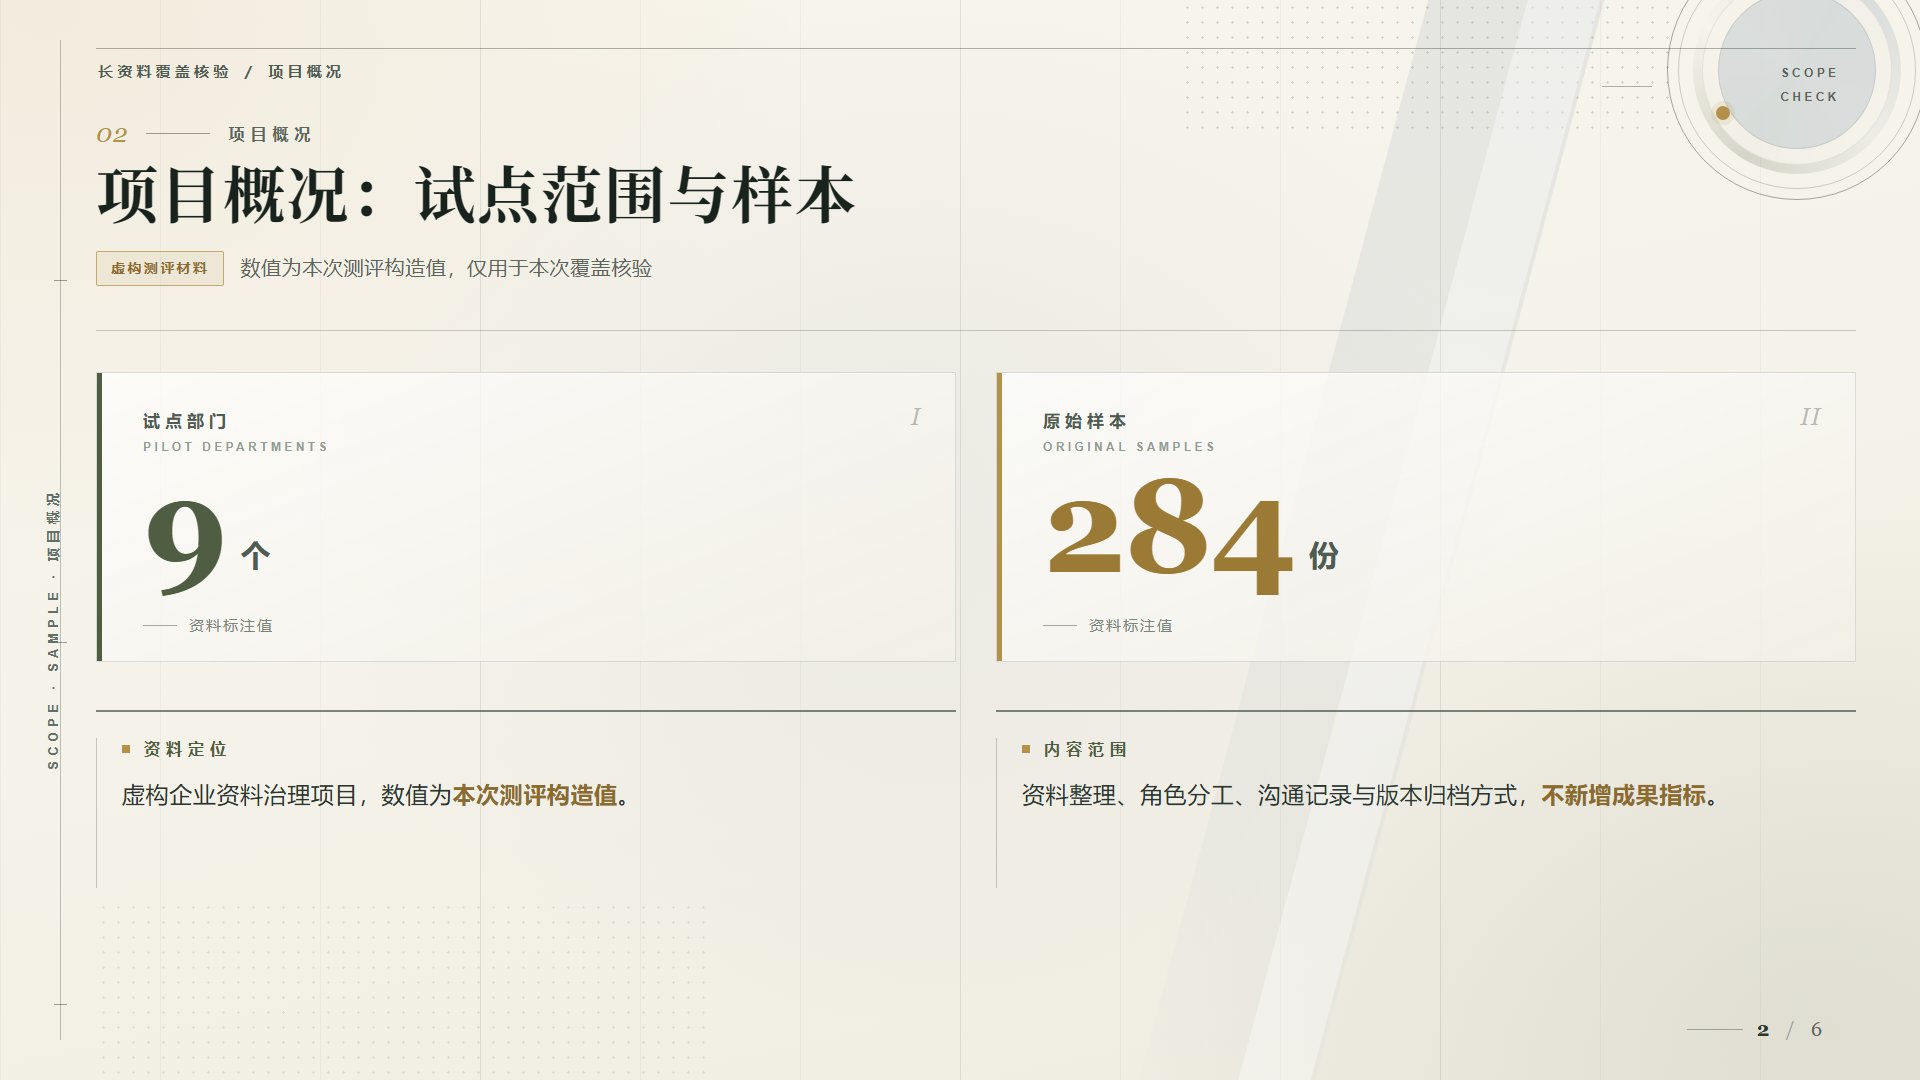 长资料覆盖核验 / 项目概况
SCOPE
CHECK
02 项目概况
项目概况：试点范围与样本
虚构测评材料 数值为本次测评构造值，仅用于本次覆盖核验
试点部门
I
PILOT DEPARTMENTS
9 个
资料标注值
原始样本
II
ORIGINAL SAMPLES
284 份
资料标注值
SCOPE · SAMPLE · 项目概况
资料定位
虚构企业资料治理项目，数值为本次测评构造值。
内容范围
资料整理、角色分工、沟通记录与版本归档方式，不新增成果指标。
2 / 6